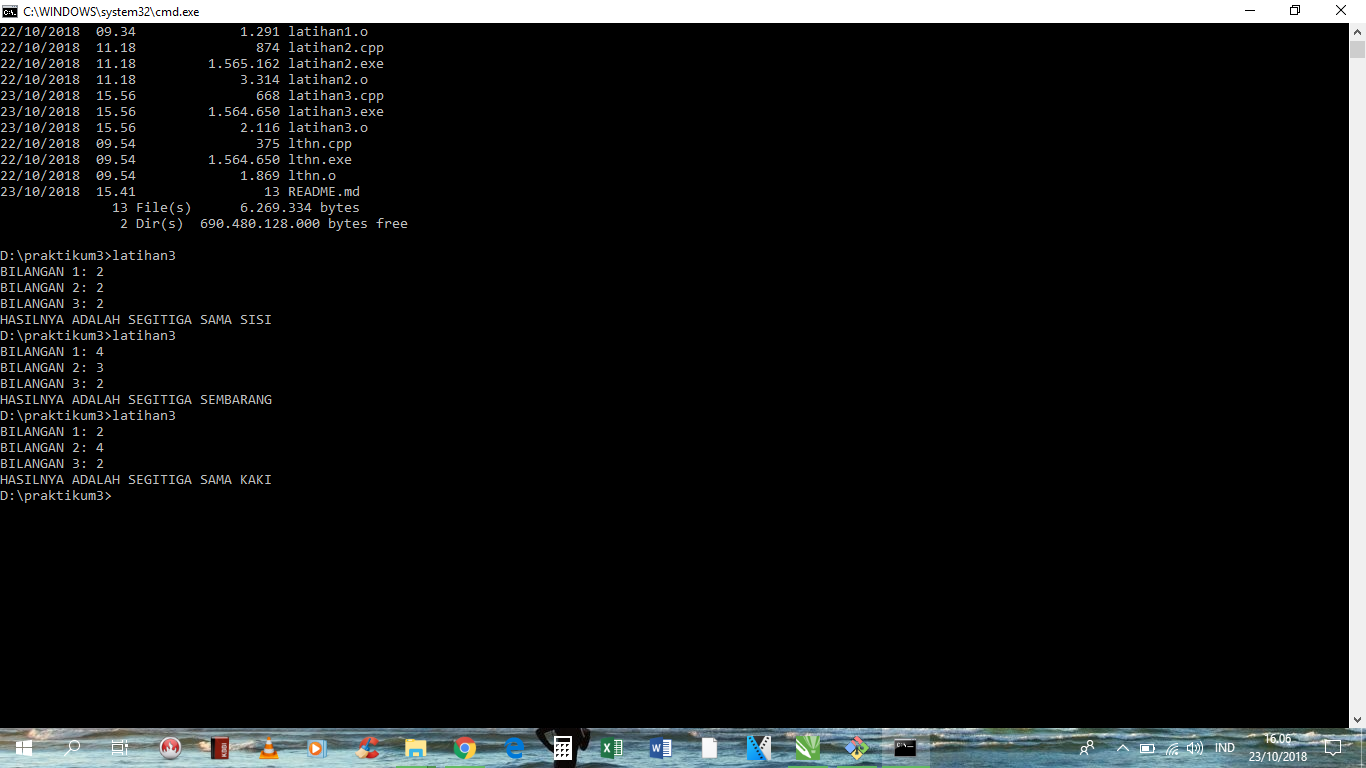 C:\WINDOWS\system32\cmd.exe
22/10/2018  09.34             1.291 latihan1.o
22/10/2018  11.18               874 latihan2.cpp
22/10/2018  11.18         1.565.162 latihan2.exe
22/10/2018  11.18             3.314 latihan2.o
23/10/2018  15.56               668 latihan3.cpp
23/10/2018  15.56         1.564.650 latihan3.exe
23/10/2018  15.56             2.116 latihan3.o
22/10/2018  09.54               375 lthn.cpp
22/10/2018  09.54         1.564.650 lthn.exe
22/10/2018  09.54             1.869 lthn.o
23/10/2018  15.41                13 README.md
              13 File(s)      6.269.334 bytes
               2 Dir(s)  690.480.128.000 bytes free
D:\praktikum3>latihan3
BILANGAN 1: 2
BILANGAN 2: 2
BILANGAN 3: 2
HASILNYA ADALAH SEGITIGA SAMA SISI
D:\praktikum3>latihan3
BILANGAN 1: 4
BILANGAN 2: 3
BILANGAN 3: 2
HASILNYA ADALAH SEGITIGA SEMBARANG
D:\praktikum3>latihan3
BILANGAN 1: 2
BILANGAN 2: 4
BILANGAN 3: 2
HASILNYA ADALAH SEGITIGA SAMA KAKI
D:\praktikum3>
IND
16.06
23/10/2018